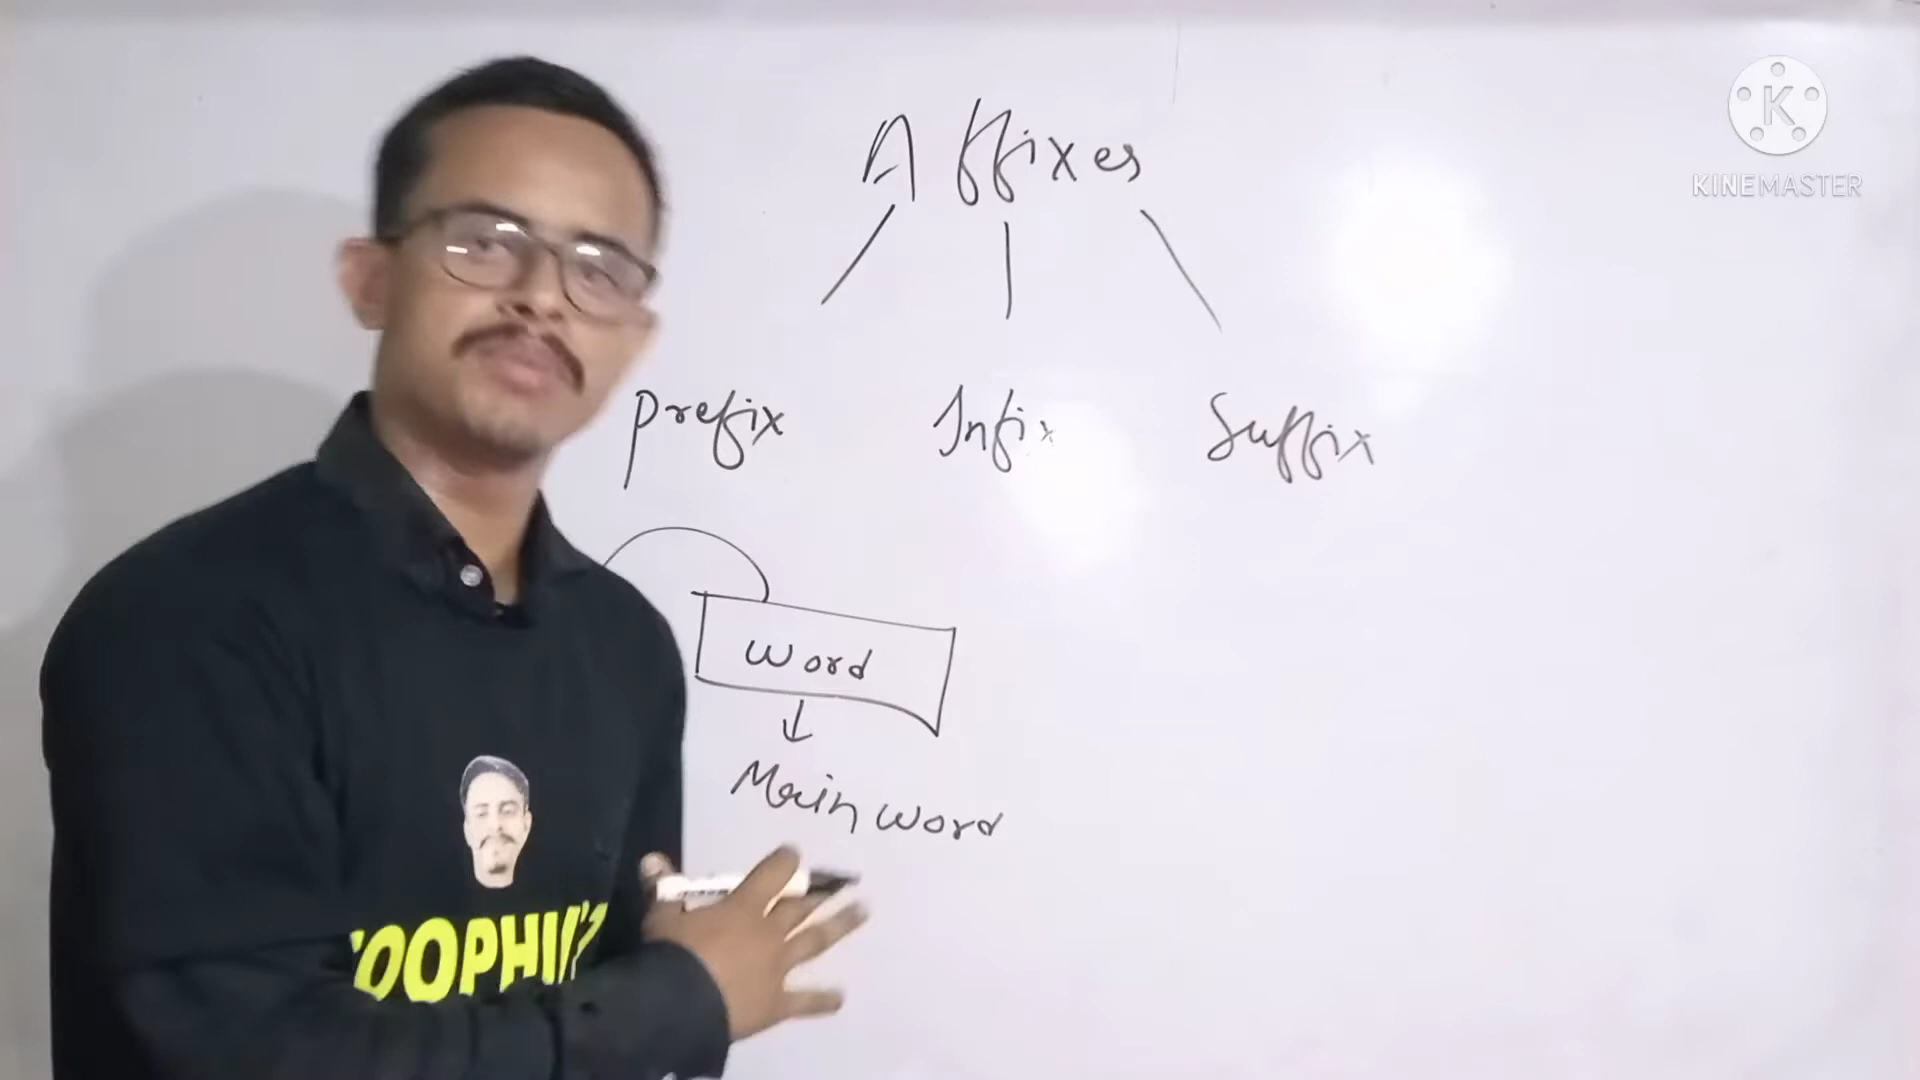 Affixes
KINEMASTER
Prefix Infix Suffix
word
Main word